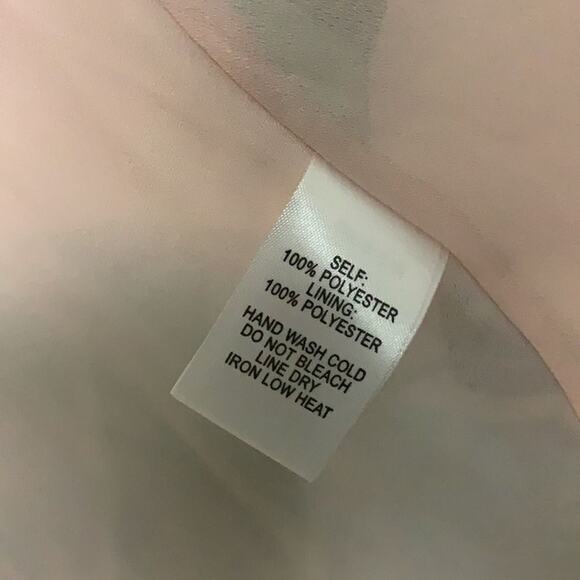 SELF:
100% POLYESTER
LINING:
100% POLYESTER
HAND WASH COLD
DO NOT BLEACH
LINE DRY
IRON LOW HEAT